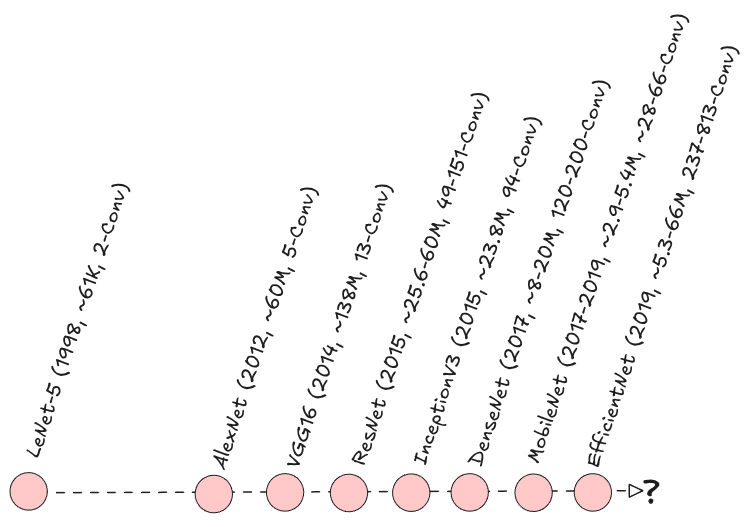 LeNet-5 (1998, ~61K, 2-Conv)
AlexNet (2012, ~60M, 5-Conv)
VGG16 (2014, ~138M, 13-Conv)
ResNet (2015, ~25.6-60M, 49-151-Conv)
InceptionV3 (2015, ~23.8M, 94-Conv)
DenseNet (2017, ~8-20M, 120-200-Conv)
MobileNet (2017-2019, ~2.9-5.4M, ~28-66-Conv)
EfficientNet (2019, ~5.3-66M, 237-813-Conv)
?